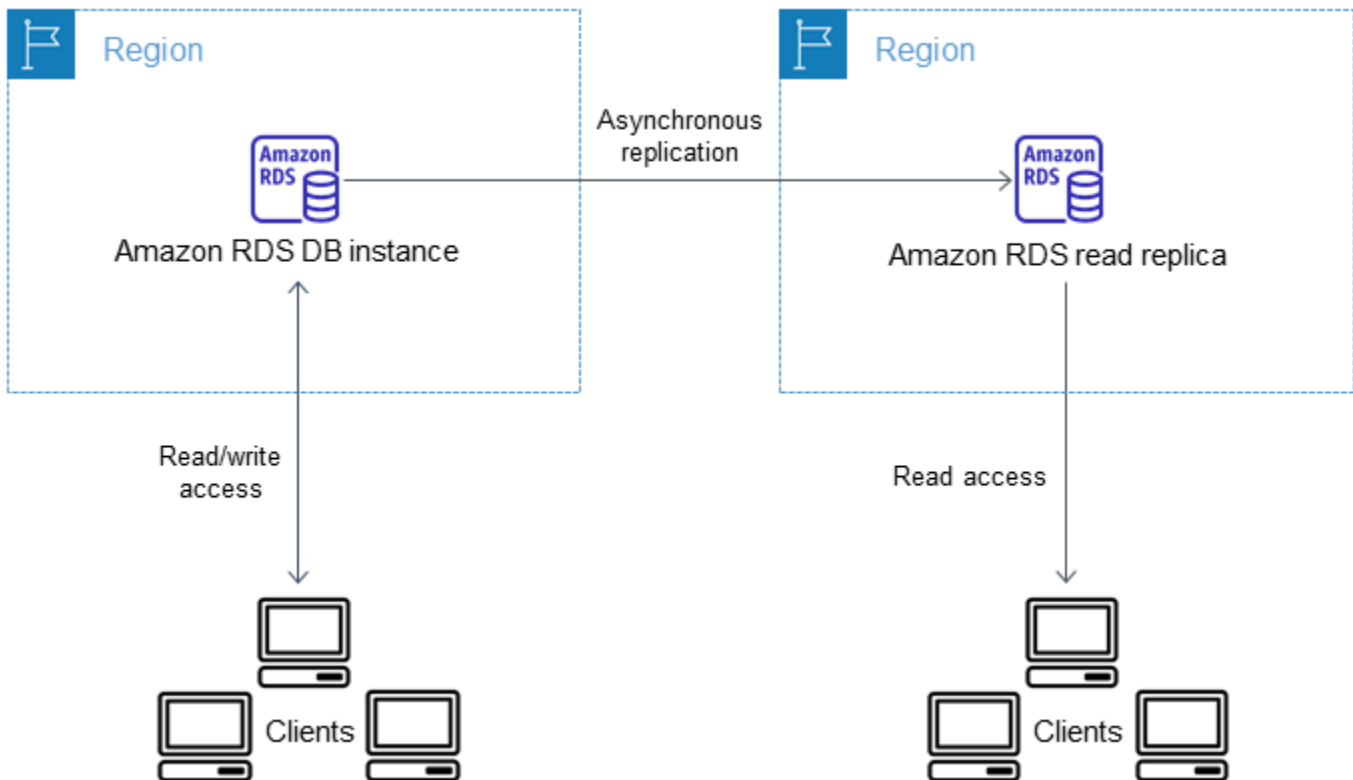 Region
Region
Asynchronous
replication
Amazon
RDS
Amazon
RDS
Amazon RDS DB instance
Amazon RDS read replica
Read/write
access
Read access
Clients
Clients